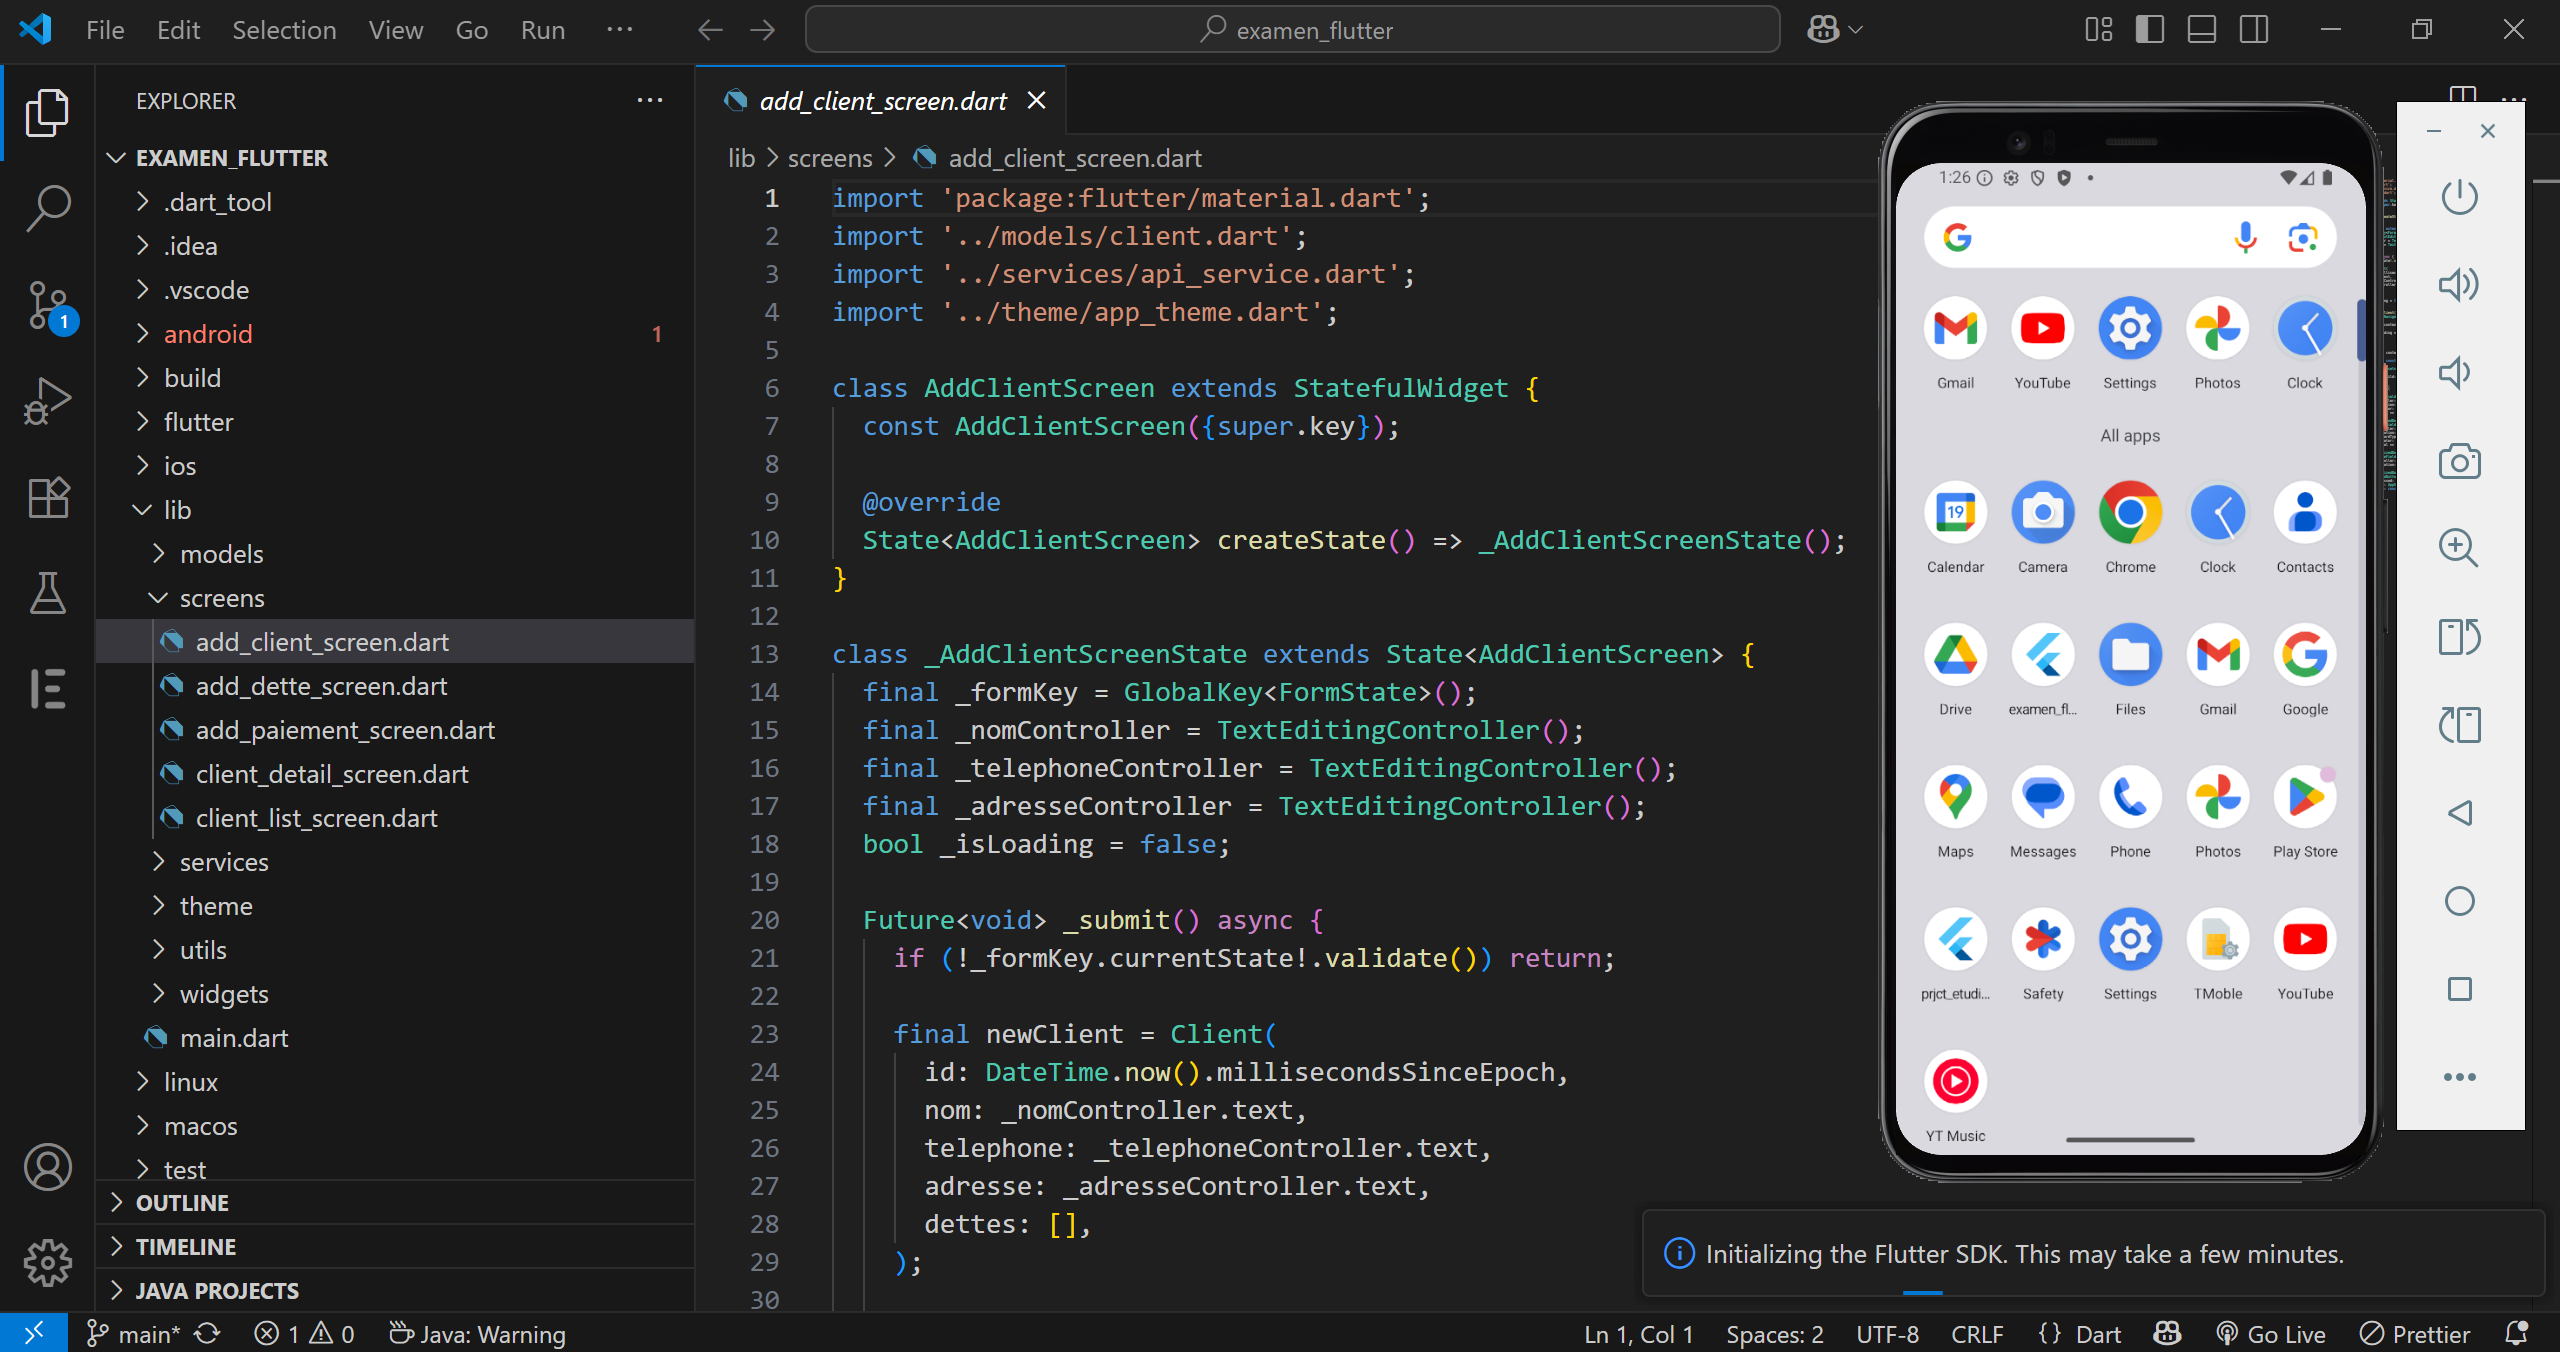 File Edit Selection View Go Run ···
examen_flutter
EXPLORER
EXAMEN_FLUTTER
.dart_tool
.idea
.vscode
android 1
build
flutter
ios
lib
models
screens
add_client_screen.dart
add_dette_screen.dart
add_paiement_screen.dart
client_detail_screen.dart
client_list_screen.dart
services
theme
utils
widgets
main.dart
linux
macos
test
OUTLINE
TIMELINE
JAVA PROJECTS
1
add_client_screen.dart
lib > screens > add_client_screen.dart
1 import 'package:flutter/material.dart';
2 import '../models/client.dart';
3 import '../services/api_service.dart';
4 import '../theme/app_theme.dart';
5
6 class AddClientScreen extends StatefulWidget {
7 const AddClientScreen({super.key});
8
9 @override
10 State<AddClientScreen> createState() => _AddClientScreenState();
11 }
12
13 class _AddClientScreenState extends State<AddClientScreen> {
14 final _formKey = GlobalKey<FormState>();
15 final _nomController = TextEditingController();
16 final _telephoneController = TextEditingController();
17 final _adresseController = TextEditingController();
18 bool _isLoading = false;
19
20 Future<void> _submit() async {
21 if (!_formKey.currentState!.validate()) return;
22
23 final newClient = Client(
24 id: DateTime.now().millisecondsSinceEpoch,
25 nom: _nomController.text,
26 telephone: _telephoneController.text,
27 adresse: _adresseController.text,
28 dettes: [],
29 );
30
1:26
Gmail YouTube Settings Photos Clock
All apps
19
Calendar Camera Chrome Clock Contacts
Drive examen_fl... Files Gmail Google
Maps Messages Phone Photos Play Store
prjct_etudi... Safety Settings TMoble YouTube
YT Music
Initializing the Flutter SDK. This may take a few minutes.
main* 1 0 Java: Warning
Ln 1, Col 1 Spaces: 2 UTF-8 CRLF {} Dart Go Live Prettier